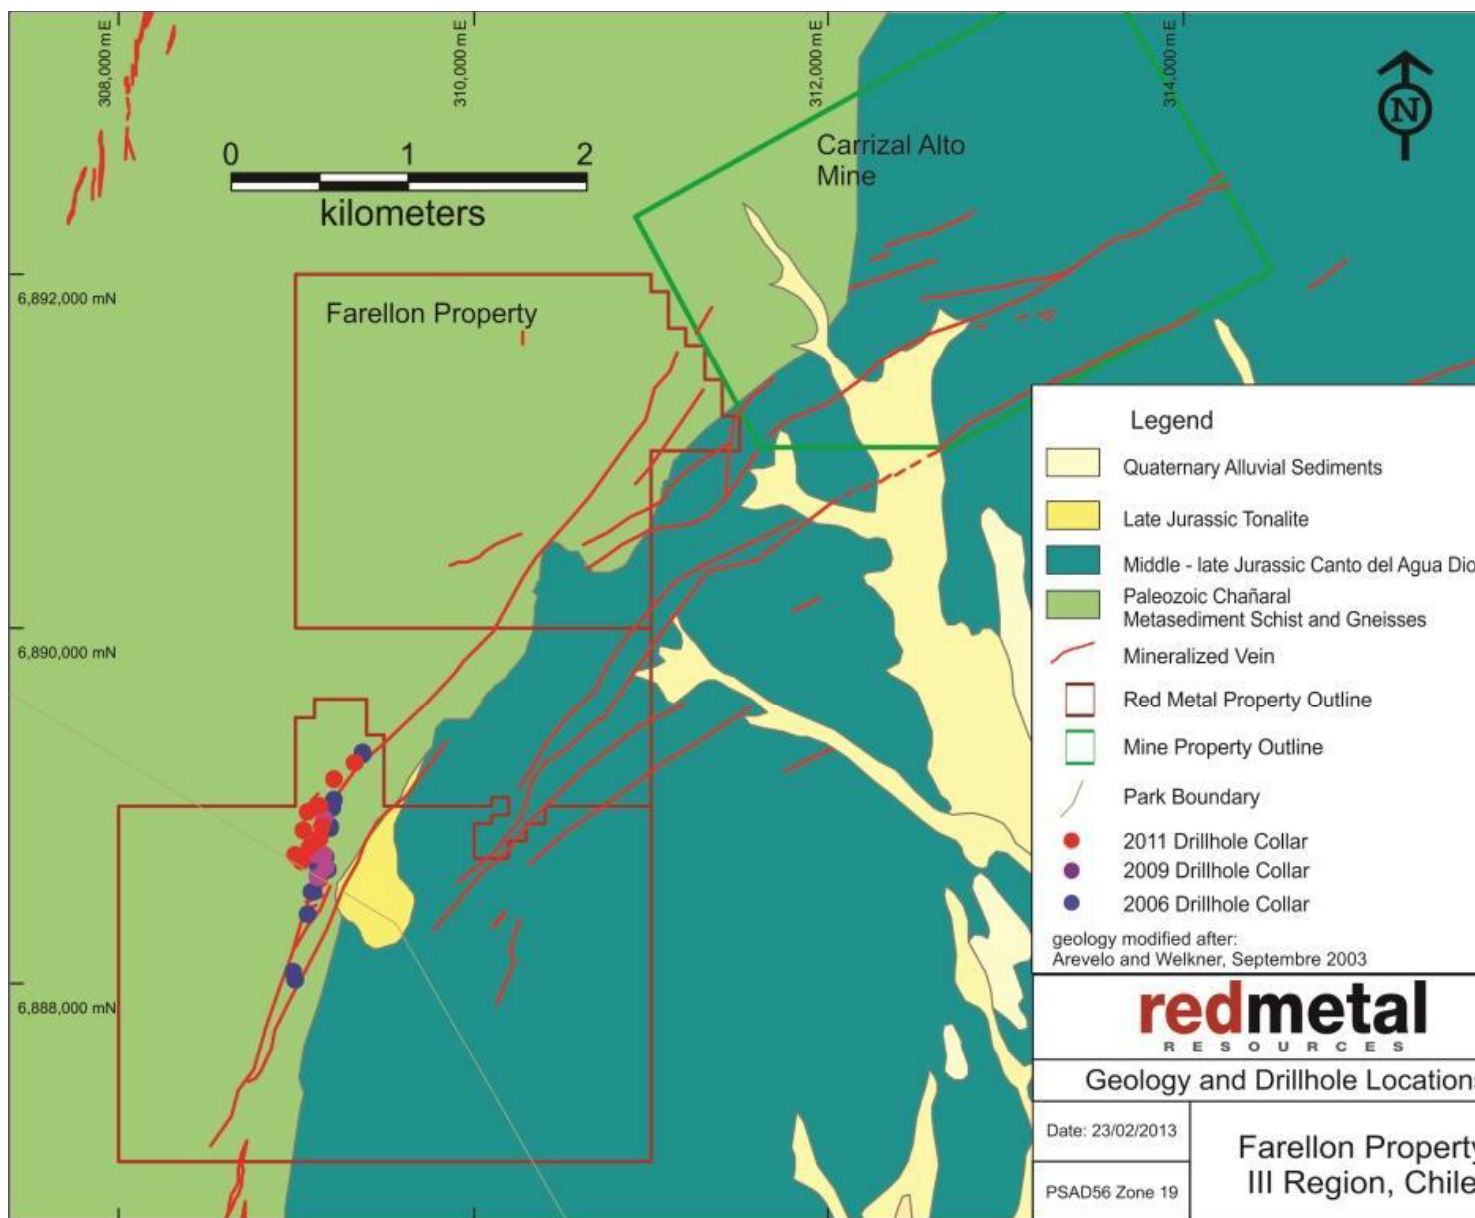 308,000 mE
310,000 mE
312,000 mE
314,000 mE
N
0 1 2
kilometers
Carrizal Alto
Mine
6,892,000 mN
Farellon Property
6,890,000 mN
6,888,000 mN
Legend
Quaternary Alluvial Sediments
Late Jurassic Tonalite
Middle - late Jurassic Canto del Agua Dio
Paleozoic Chañaral
Metasediment Schist and Gneisses
Mineralized Vein
Red Metal Property Outline
Mine Property Outline
Park Boundary
2011 Drillhole Collar
2009 Drillhole Collar
2006 Drillhole Collar
geology modified after:
Arevelo and Welkner, Septembre 2003
redmetal
RESOURCES
Geology and Drillhole Locations
Date: 23/02/2013
PSAD56 Zone 19
Farellon Property
III Region, Chile